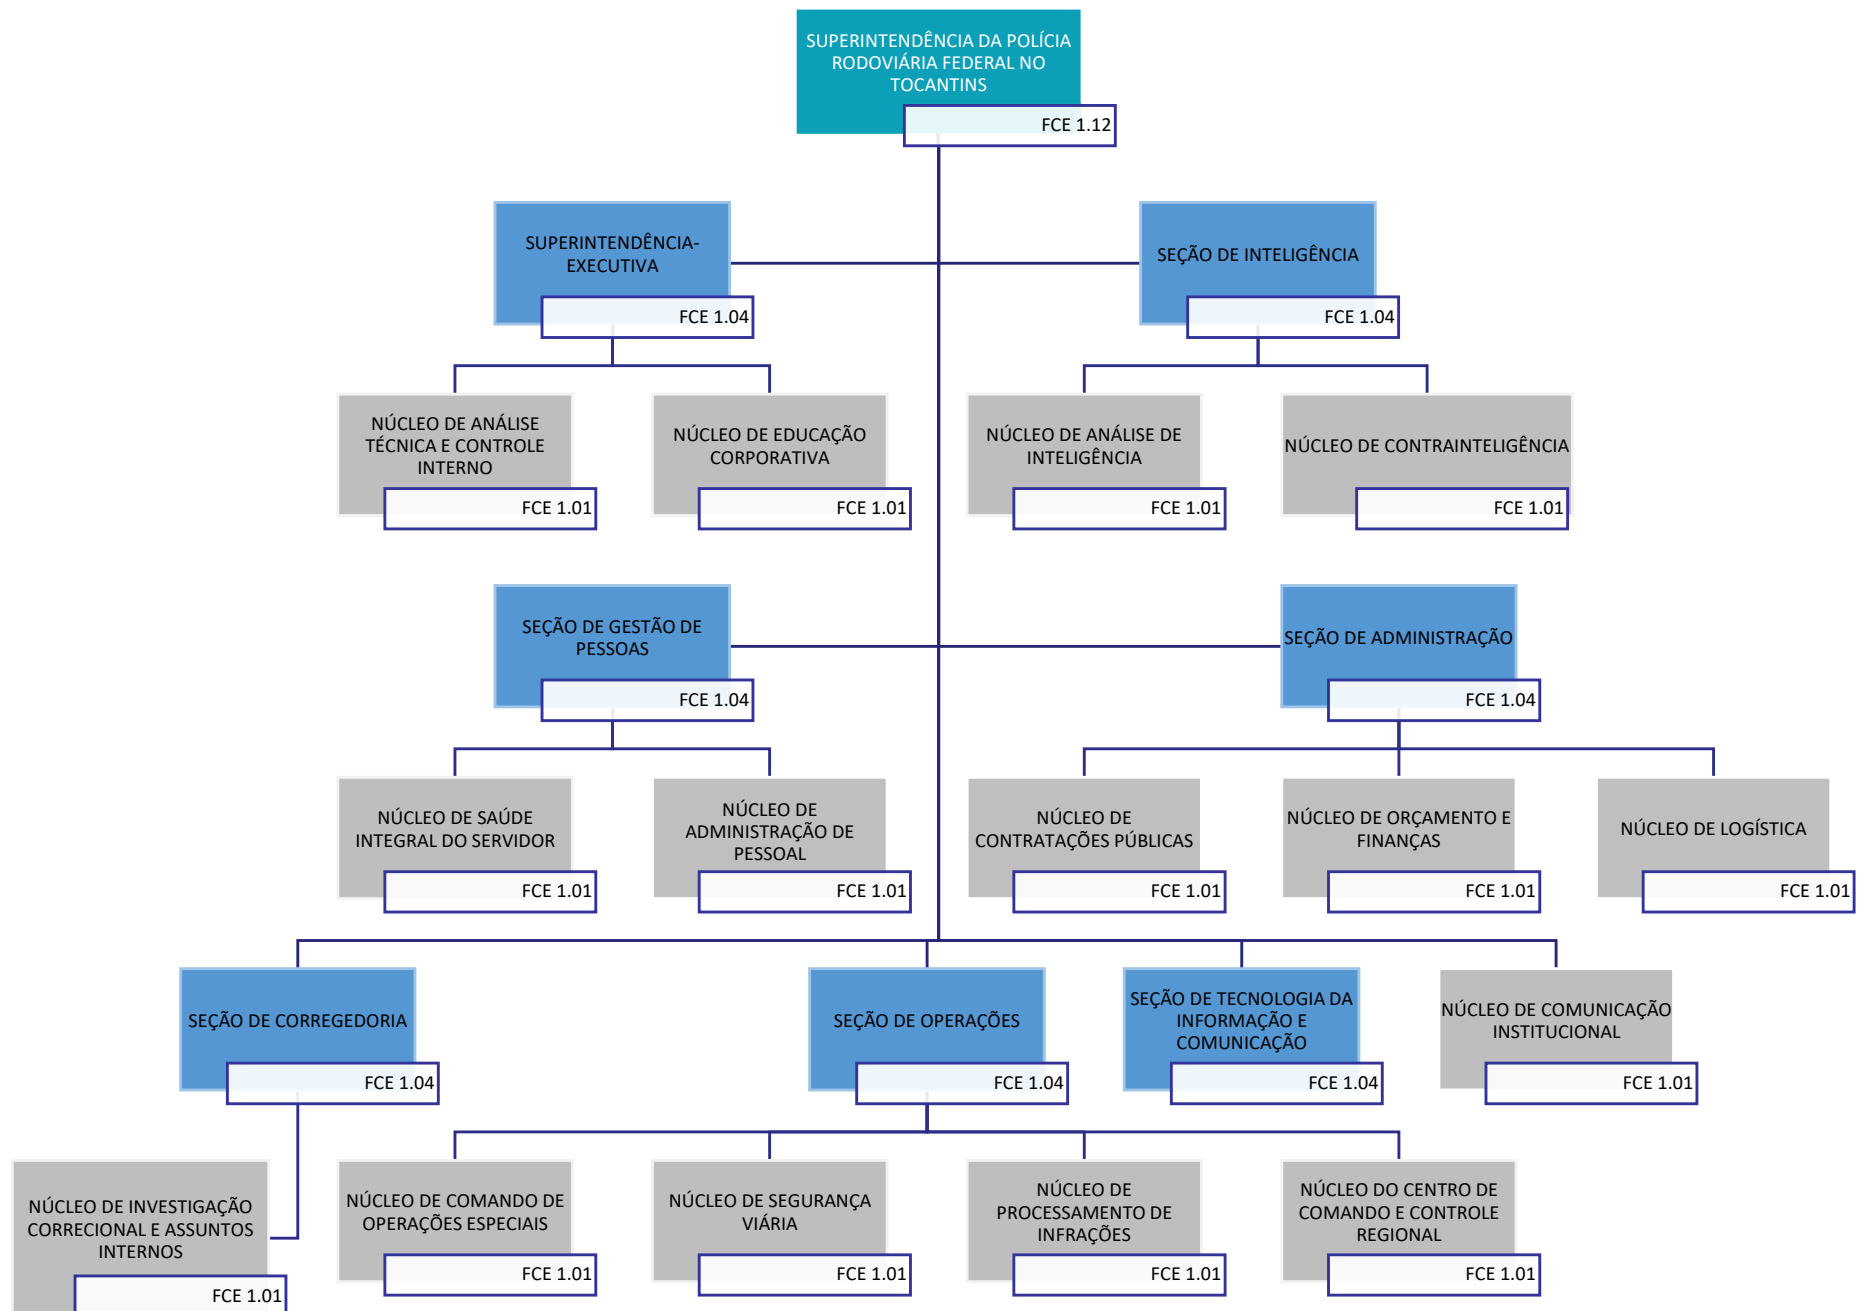 SUPERINTENDÊNCIA DA POLÍCIA
RODOVIÁRIA FEDERAL NO
TOCANTINS
FCE 1.12
SUPERINTENDÊNCIA-
EXECUTIVA
FCE 1.04
SEÇÃO DE INTELIGÊNCIA
FCE 1.04
NÚCLEO DE ANÁLISE
TÉCNICA E CONTROLE
INTERNO
FCE 1.01
NÚCLEO DE EDUCAÇÃO
CORPORATIVA
FCE 1.01
NÚCLEO DE ANÁLISE DE
INTELIGÊNCIA
FCE 1.01
NÚCLEO DE CONTRAINTELIGÊNCIA
FCE 1.01
SEÇÃO DE GESTÃO DE
PESSOAS
FCE 1.04
SEÇÃO DE ADMINISTRAÇÃO
FCE 1.04
NÚCLEO DE SAÚDE
INTEGRAL DO SERVIDOR
FCE 1.01
NÚCLEO DE
ADMINISTRAÇÃO DE
PESSOAL
FCE 1.01
NÚCLEO DE
CONTRATAÇÕES PÚBLICAS
FCE 1.01
NÚCLEO DE ORÇAMENTO E
FINANÇAS
FCE 1.01
NÚCLEO DE LOGÍSTICA
FCE 1.01
SEÇÃO DE CORREGEDORIA
FCE 1.04
SEÇÃO DE OPERAÇÕES
FCE 1.04
SEÇÃO DE TECNOLOGIA DA
INFORMAÇÃO E
COMUNICAÇÃO
FCE 1.04
NÚCLEO DE COMUNICAÇÃO
INSTITUCIONAL
FCE 1.01
NÚCLEO DE INVESTIGAÇÃO
CORRECIONAL E ASSUNTOS
INTERNOS
FCE 1.01
NÚCLEO DE COMANDO DE
OPERAÇÕES ESPECIAIS
FCE 1.01
NÚCLEO DE SEGURANÇA
VIÁRIA
FCE 1.01
NÚCLEO DE
PROCESSAMENTO DE
INFRAÇÕES
FCE 1.01
NÚCLEO DO CENTRO DE
COMANDO E CONTROLE
REGIONAL
FCE 1.01